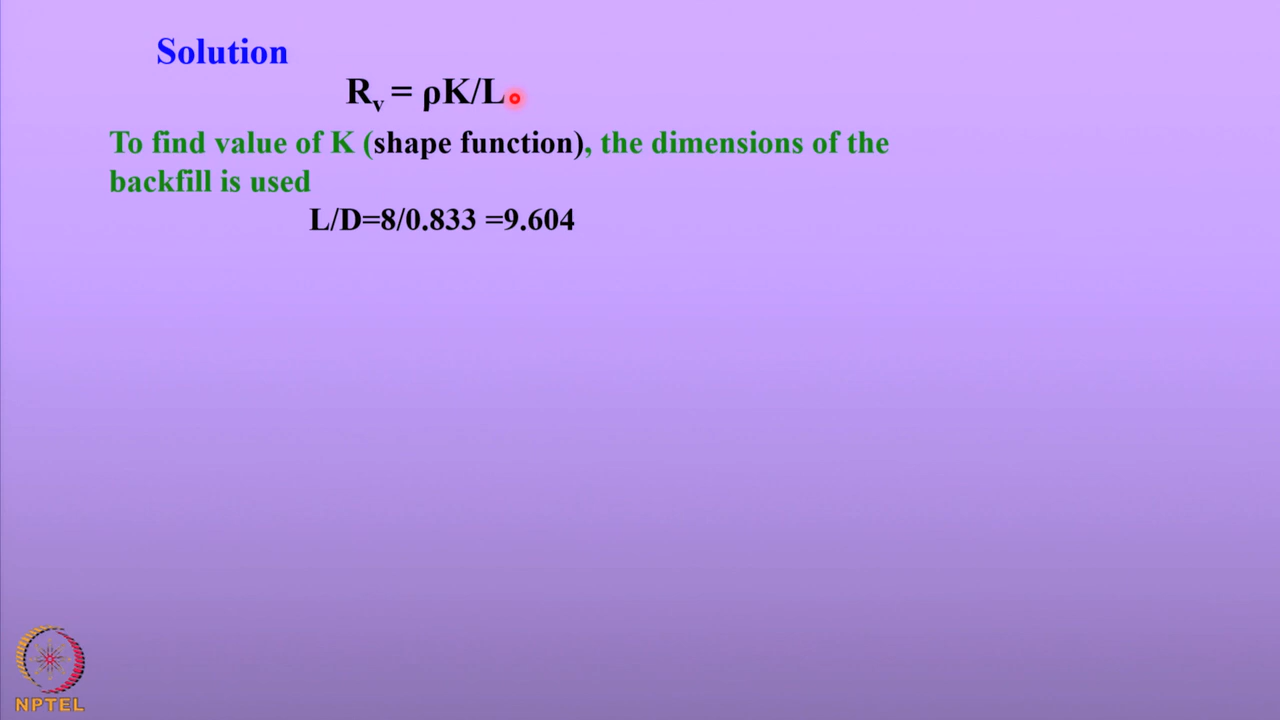 Solution
Rᵥ = ρK/L
To find value of K (shape function), the dimensions of the
backfill is used
L/D=8/0.833 =9.604
NPTEL